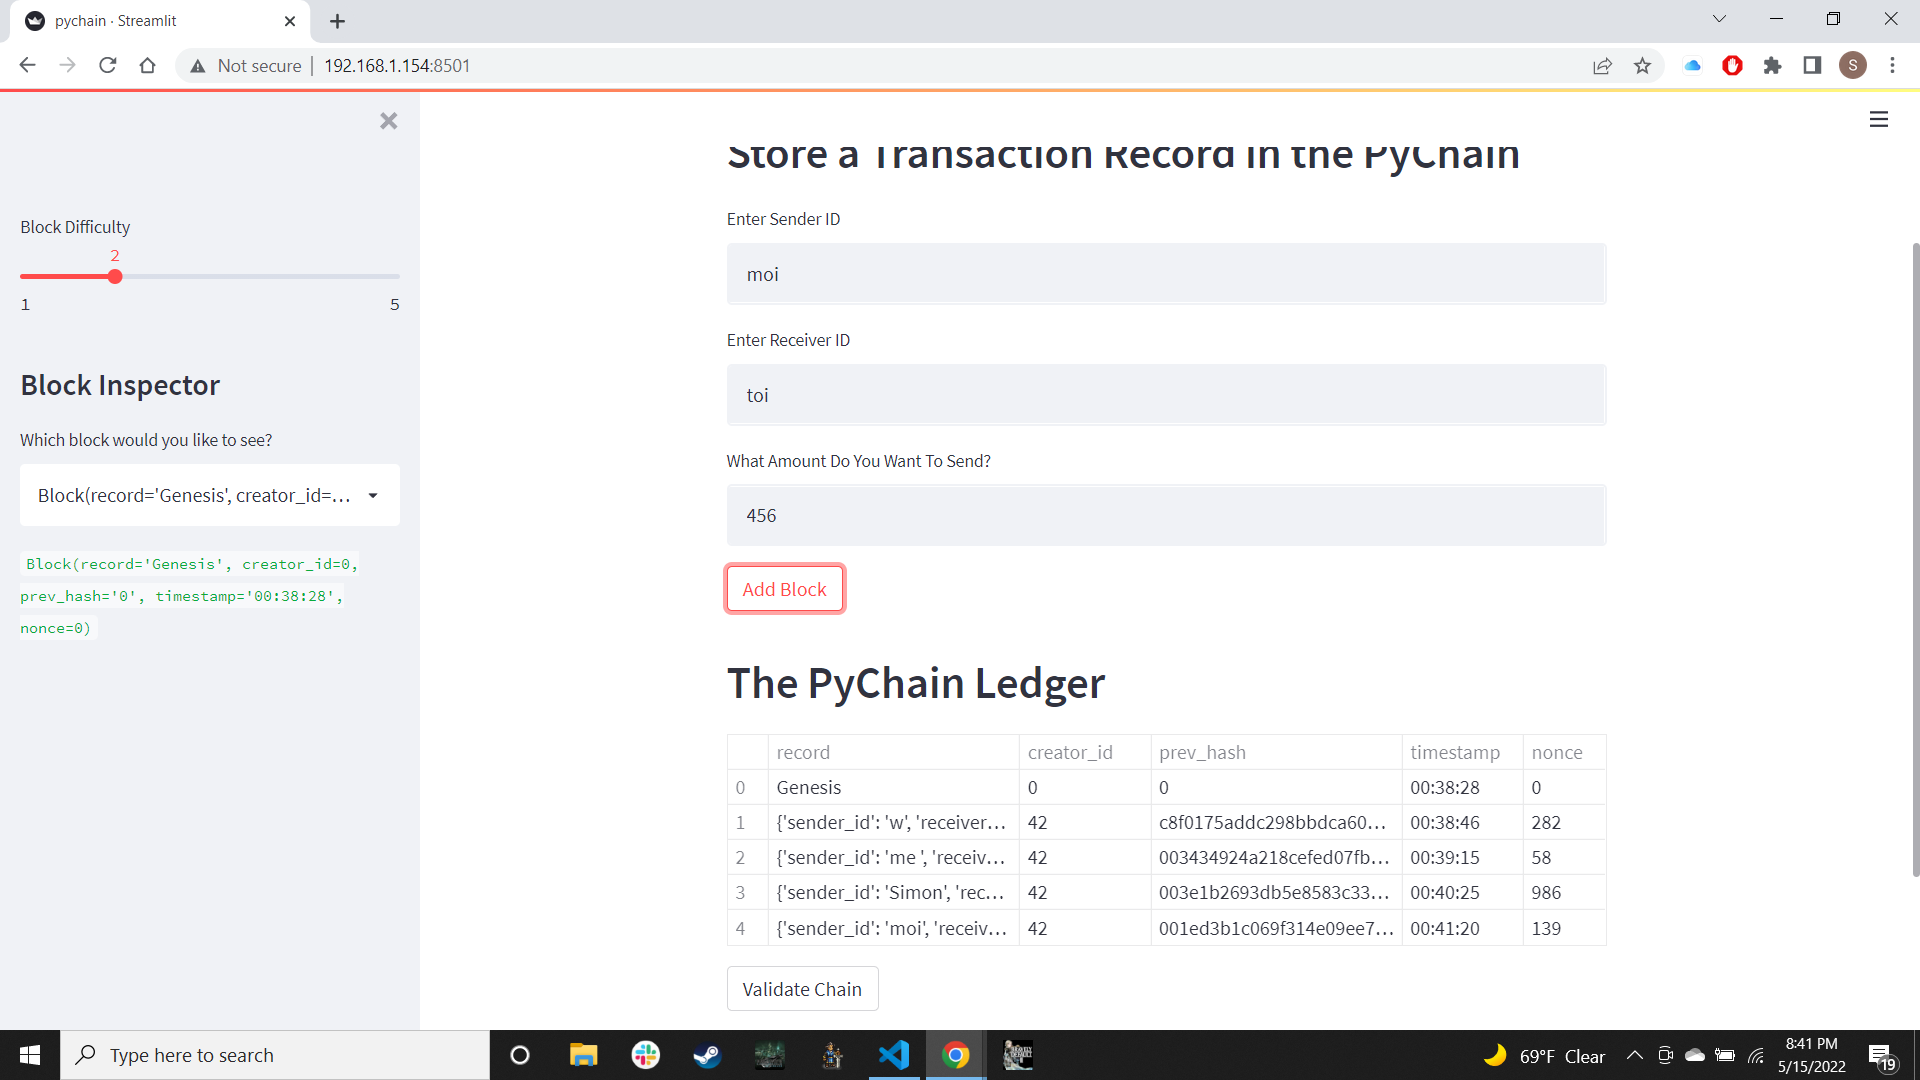 pychain · Streamlit
Not secure
192.168.1.154:8501
S
Store a Transaction Record in the PyChain
Block Difficulty
2
1
5
Block Inspector
Which block would you like to see?
Block(record='Genesis', creator_id=...
Block(record='Genesis', creator_id=0,
prev_hash='0', timestamp='00:38:28',
nonce=0)
Enter Sender ID
moi
Enter Receiver ID
toi
What Amount Do You Want To Send?
456
Add Block
The PyChain Ledger
record creator_id prev_hash timestamp nonce
0 Genesis 0 0 00:38:28 0
1 {'sender_id': 'w', 'receiver... 42 c8f0175addc298bbdca60... 00:38:46 282
2 {'sender_id': 'me ', 'receiv... 42 003434924a218cefed07fb... 00:39:15 58
3 {'sender_id': 'Simon', 'rec... 42 003e1b2693db5e8583c33... 00:40:25 986
4 {'sender_id': 'moi', 'receiv... 42 001ed3b1c069f314e09ee7... 00:41:20 139
Validate Chain
Type here to search
69°F Clear
8:41 PM
5/15/2022
19